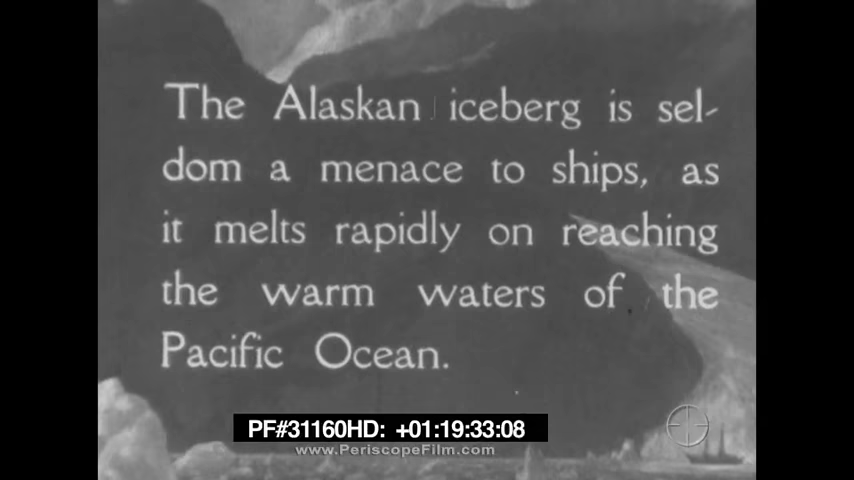 The Alaskan iceberg is sel-
dom a menace to ships, as
it melts rapidly on reaching
the warm waters of the
Pacific Ocean.
PF#31160HD: +01:19:33:08
www.PeriscopeFilm.com